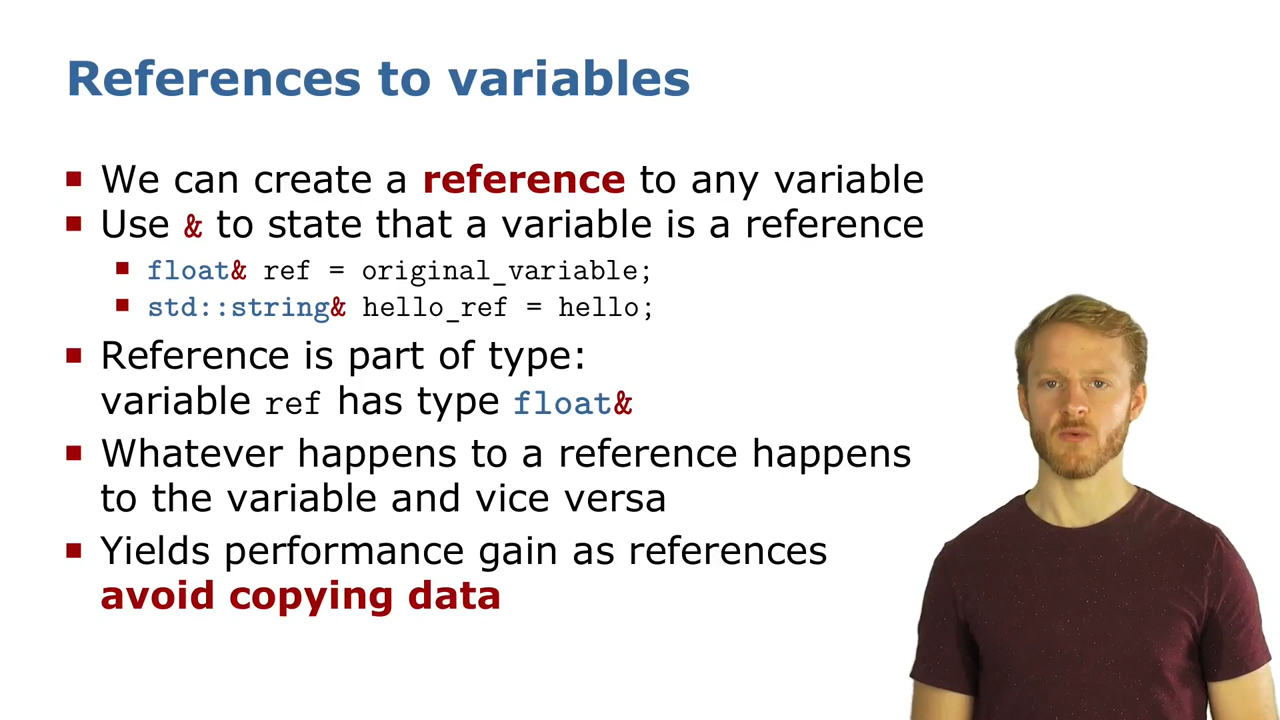 References to variables
We can create a reference to any variable
Use & to state that a variable is a reference
float& ref = original_variable;
std::string& hello_ref = hello;
Reference is part of type:
variable ref has type float&
Whatever happens to a reference happens
to the variable and vice versa
Yields performance gain as references
avoid copying data